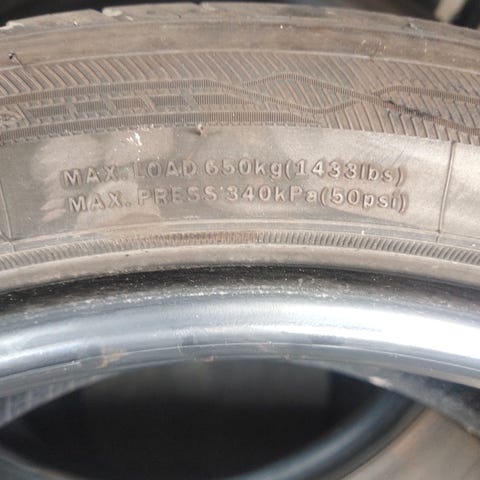 MAX. LOAD 650kg(1433lbs)
MAX. PRESS 340kPa(50psi)